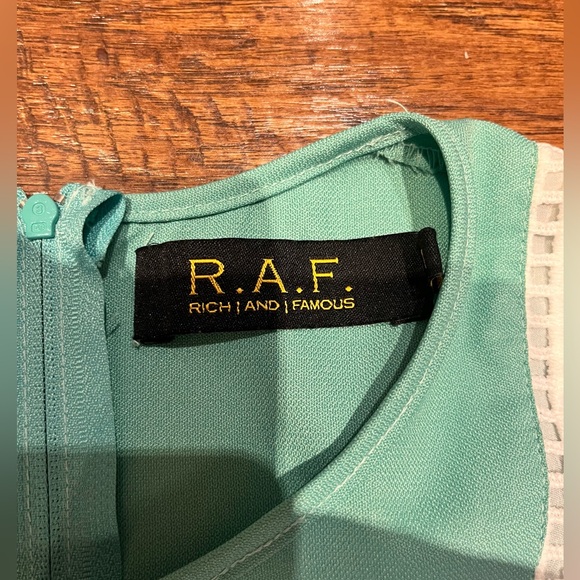 R.A.F.
RICH | AND | FAMOUS